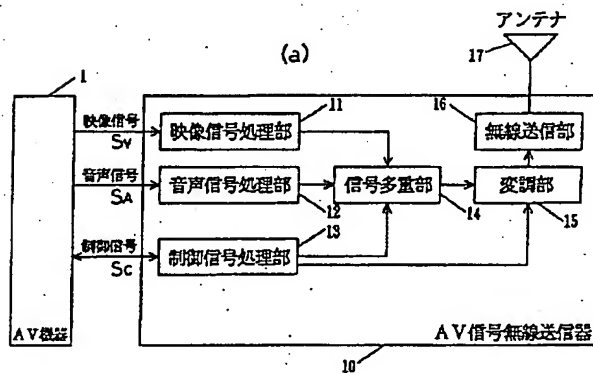 アンテナ
(a)
17
1
11
16
映像信号
SV
映像信号処理部
無線送信部
音声信号
SA
音声信号処理部
信号多重部
変調部
12
14
15
13
制御信号
SC
制御信号処理部
AV機器
AV信号無線送信器
10